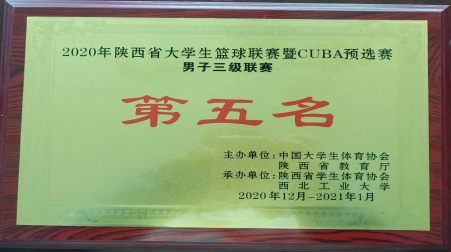 2020年陕西省大学生篮球联赛暨CUBA预选赛
男子三级联赛
第五名
主办单位:中国大学生体育协会
陕西省教育厅
承办单位:陕西省学生体育协会
西北工业大学
2020年12月-2021年1月